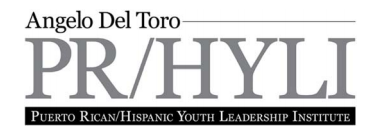 Angelo Del Toro
PR/HYLI
PUERTO RICAN/HISPANIC YOUTH LEADERSHIP INSTITUTE